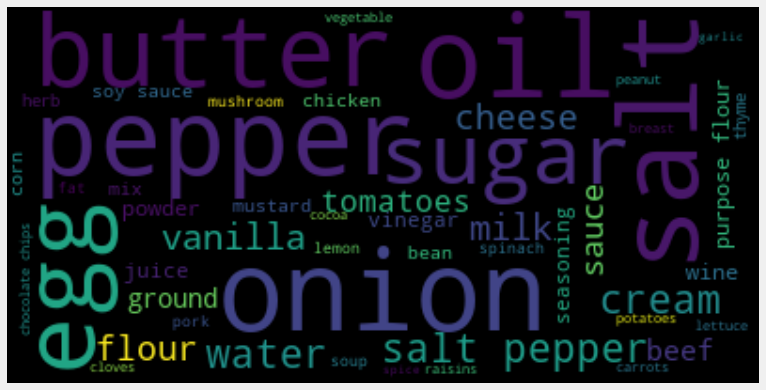 vegetable
butter
oil
salt
garlic
peanut
herb
soy sauce
mushroom
chicken
cheese
pepper
sugar
breast
purpose flour
thyme
corn
fat
mix
powder
mustard
tomatoes
cocoa
vinegar
milk
sauce
seasoning
egg
vanilla
lemon
bean
spinach
chocolate chips
juice
onion
wine
ground
cream
pork
potatoes
lettuce
flour
water
salt pepper
beef
cloves
soup
spice
raisins
carrots